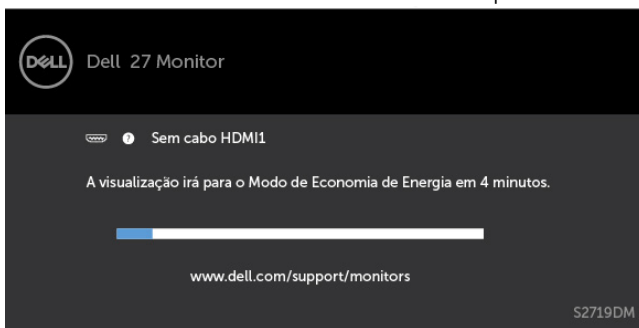 DELL
Dell 27 Monitor
? Sem cabo HDMI1
A visualização irá para o Modo de Economia de Energia em 4 minutos.
www.dell.com/support/monitors
S2719DM